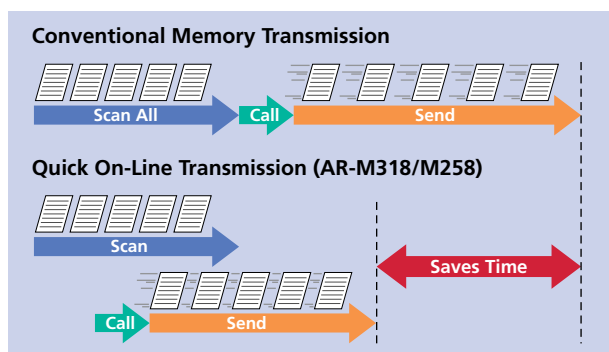 Conventional Memory Transmission
Scan All
Call
Send
Quick On-Line Transmission (AR-M318/M258)
Scan
Saves Time
Call
Send